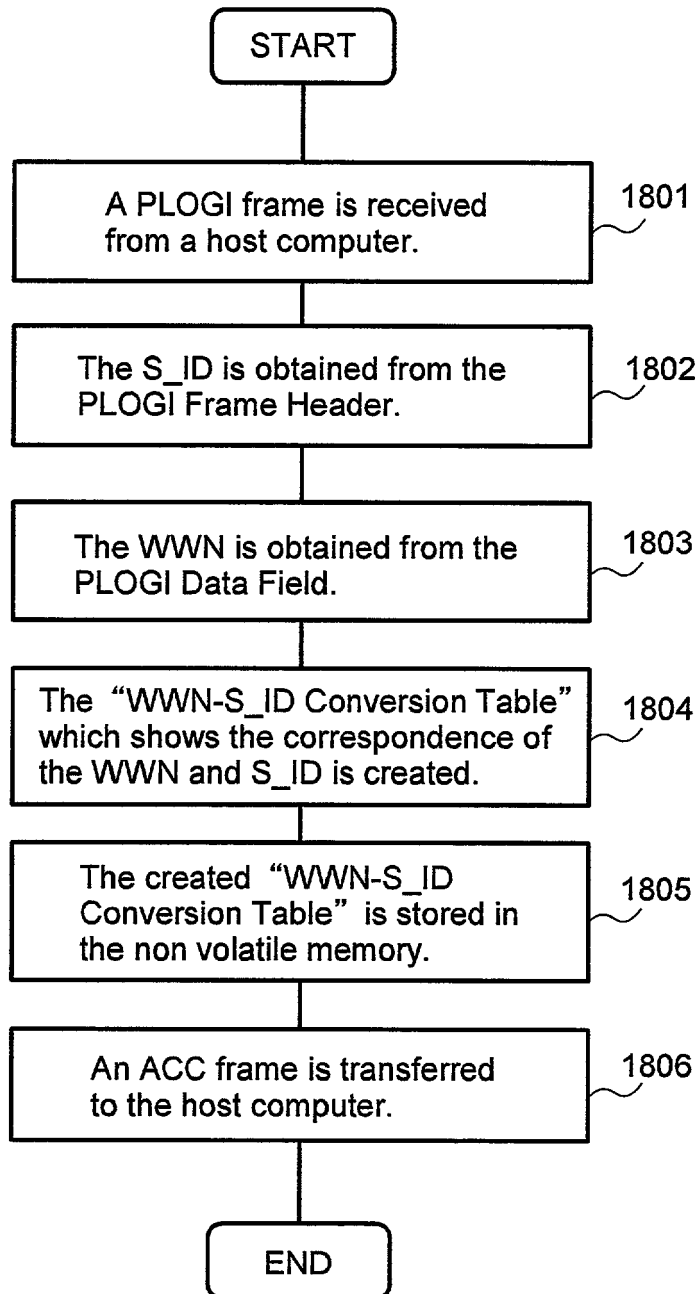 START
A PLOGI frame is received
from a host computer.
1801
The S_ID is obtained from the
PLOGI Frame Header.
1802
The WWN is obtained from the
PLOGI Data Field.
1803
The “WWN-S_ID Conversion Table”
which shows the correspondence of
the WWN and S_ID is created.
1804
The created “WWN-S_ID
Conversion Table” is stored in
the non volatile memory.
1805
An ACC frame is transferred
to the host computer.
1806
END